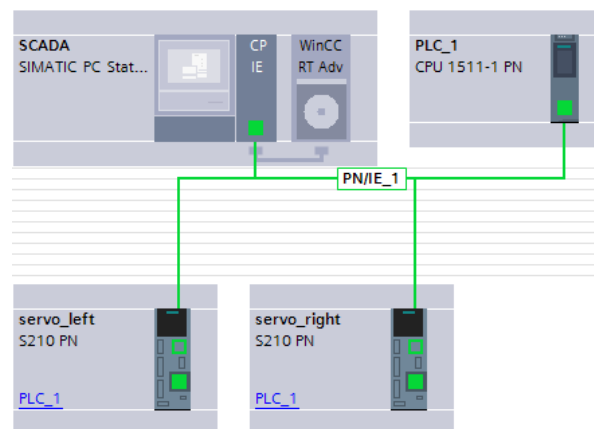 SCADA
SIMATIC PC Stat...
CP
IE
WinCC
RT Adv
PLC_1
CPU 1511-1 PN
PN/IE_1
servo_left
S210 PN
PLC_1
servo_right
S210 PN
PLC_1